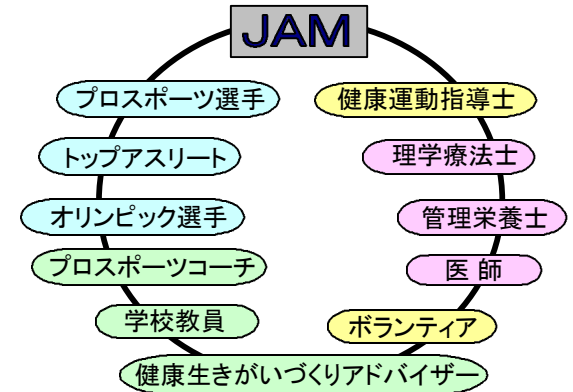 JAM
プロスポーツ選手
健康運動指導士
トップアスリート
理学療法士
オリンピック選手
管理栄養士
プロスポーツコーチ
医 師
学校教員
ボランティア
健康生きがいづくりアドバイザー